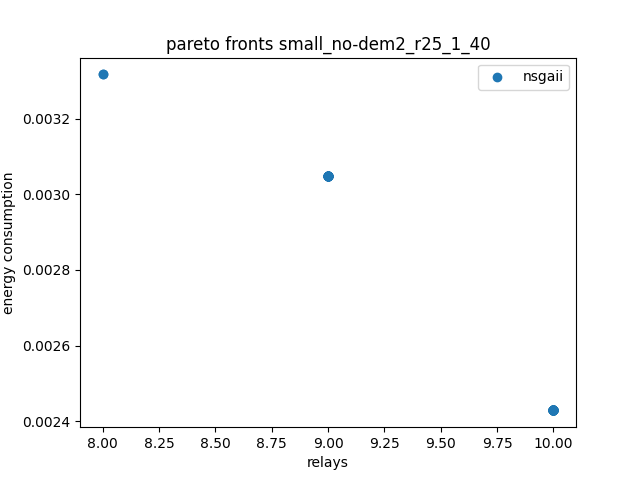 pareto fronts small_no-dem2_r25_1_40
nsgaii
energy consumption
0.0032
0.0030
0.0028
0.0026
0.0024
8.00 8.25 8.50 8.75 9.00 9.25 9.50 9.75 10.00
relays